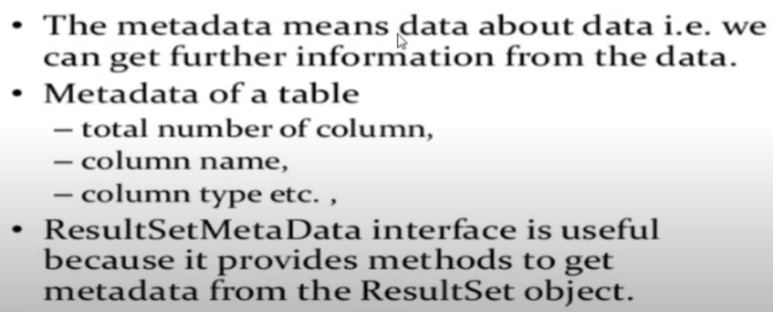 • The metadata means data about data i.e. we
can get further information from the data.
• Metadata of a table
– total number of column,
– column name,
– column type etc. ,
• ResultSetMetaData interface is useful
because it provides methods to get
metadata from the ResultSet object.